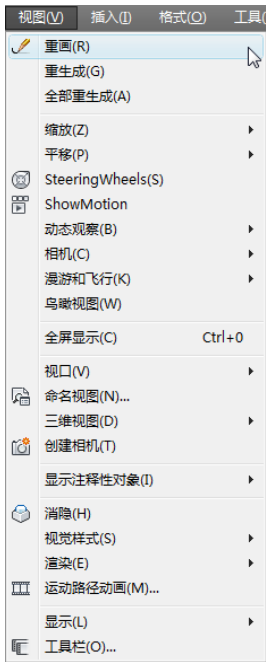 视图(V) 插入(I) 格式(O) 工具(
重画(R)
重生成(G)
全部重生成(A)
缩放(Z)
平移(P)
SteeringWheels(S)
ShowMotion
动态观察(B)
相机(C)
漫游和飞行(K)
鸟瞰视图(W)
全屏显示(C) Ctrl+0
视口(V)
命名视图(N)...
三维视图(D)
创建相机(T)
显示注释性对象(I)
消隐(H)
视觉样式(S)
渲染(E)
运动路径动画(M)...
显示(L)
工具栏(O)...